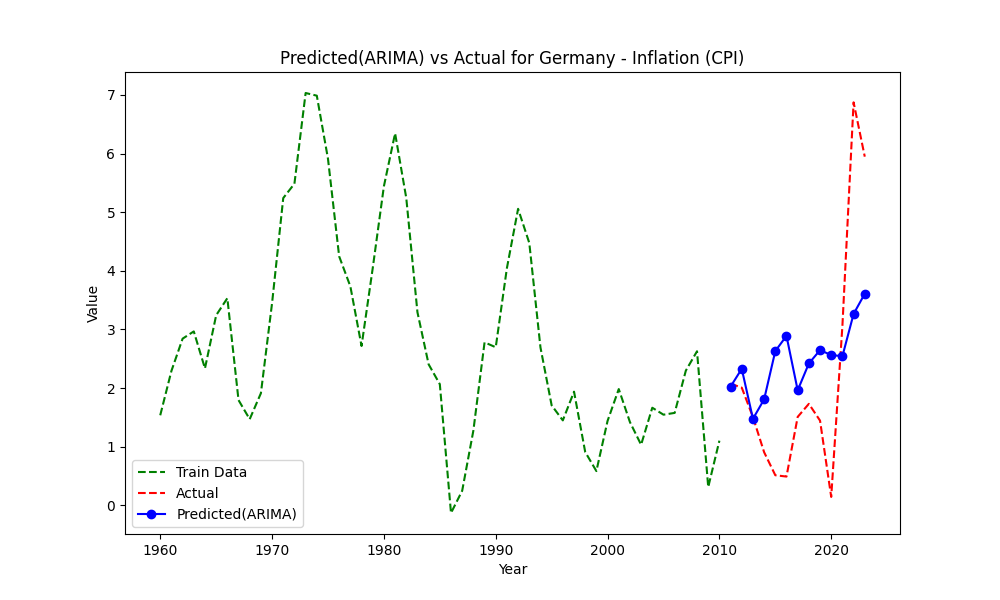 Predicted(ARIMA) vs Actual for Germany - Inflation (CPI)
Value
7
6
5
4
3
2
1
0
Train Data
Actual
Predicted(ARIMA)
1960 1970 1980 1990 2000 2010 2020
Year